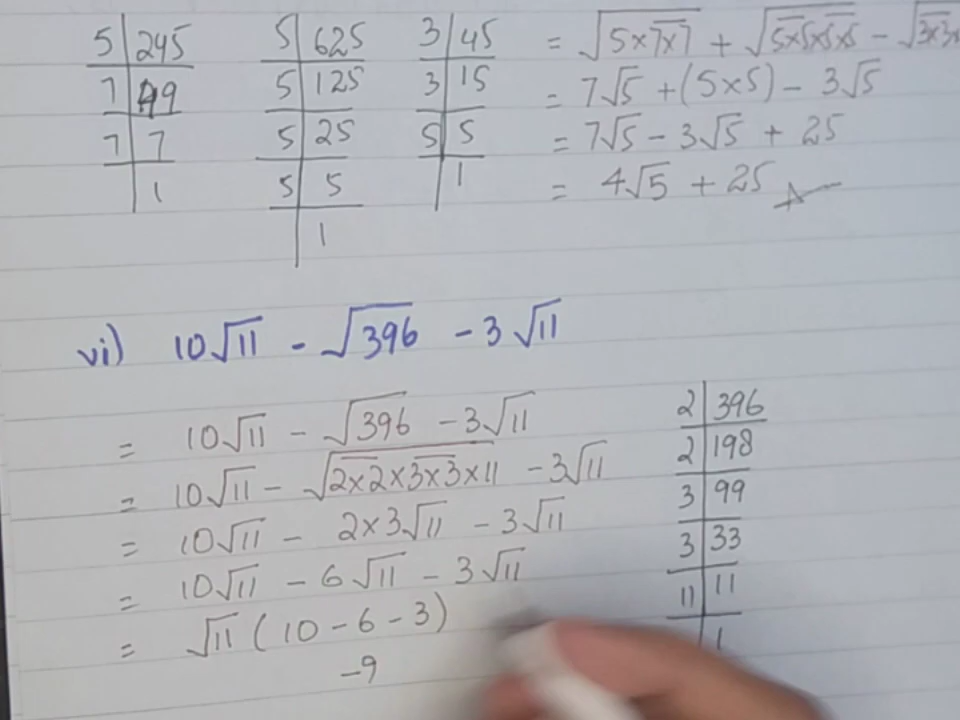 5 | 245
7 | 49
7 | 7
1
5 | 625
5 | 125
5 | 25
5 | 5
1
3 | 45
3 | 15
5 | 5
1
= √(5×7×7) + √(5×5×5×5) - √(3×3×
= 7√5 + (5×5) - 3√5
= 7√5 - 3√5 + 25
= 4√5 + 25
vi) 10√11 - √396 - 3√11
= 10√11 - √396 - 3√11
= 10√11 - √(2×2×3×3×11) - 3√11
= 10√11 - 2×3√11 - 3√11
= 10√11 - 6√11 - 3√11
= √11 (10 - 6 - 3)
-9
2 | 396
2 | 198
3 | 99
3 | 33
11 | 11
1